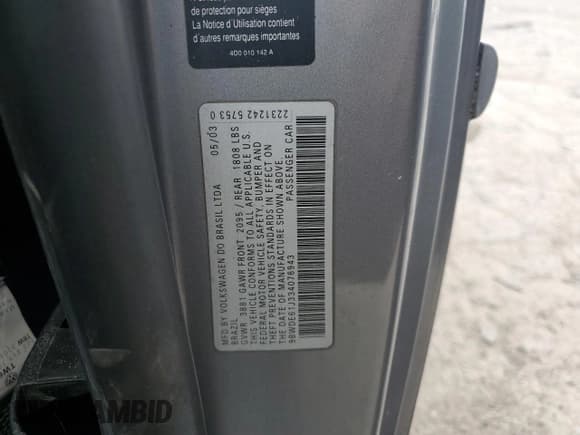 de protection pour sièges
La Notice d'Utilisation contient
d'autres remarques importantes
4D0 010 142 A
MFD BY VOLKSWAGEN DO BRASIL LTDA 05/03
BRAZIL
GVWR 3881 GAWR FRONT 2095 / REAR 1808 LBS
THIS VEHICLE CONFORMS TO ALL APPLICABLE U.S.
FEDERAL MOTOR VEHICLE SAFETY, BUMPER AND
THEFT PREVENTIONS STANDARDS IN EFFECT ON
THE DATE OF MANUFACTURE SHOWN ABOVE.
PASSENGER CAR
9BWDE61J334076943
2231242 5753 0